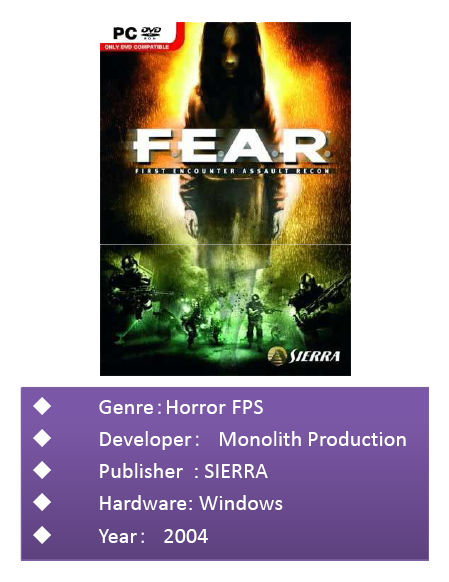 PC DVD
ROM
ONLY DVD COMPATIBLE
F.E.A.R.
FIRST ENCOUNTER ASSAULT RECON
SIERRA
Genre : Horror FPS
Developer : Monolith Production
Publisher : SIERRA
Hardware: Windows
Year : 2004